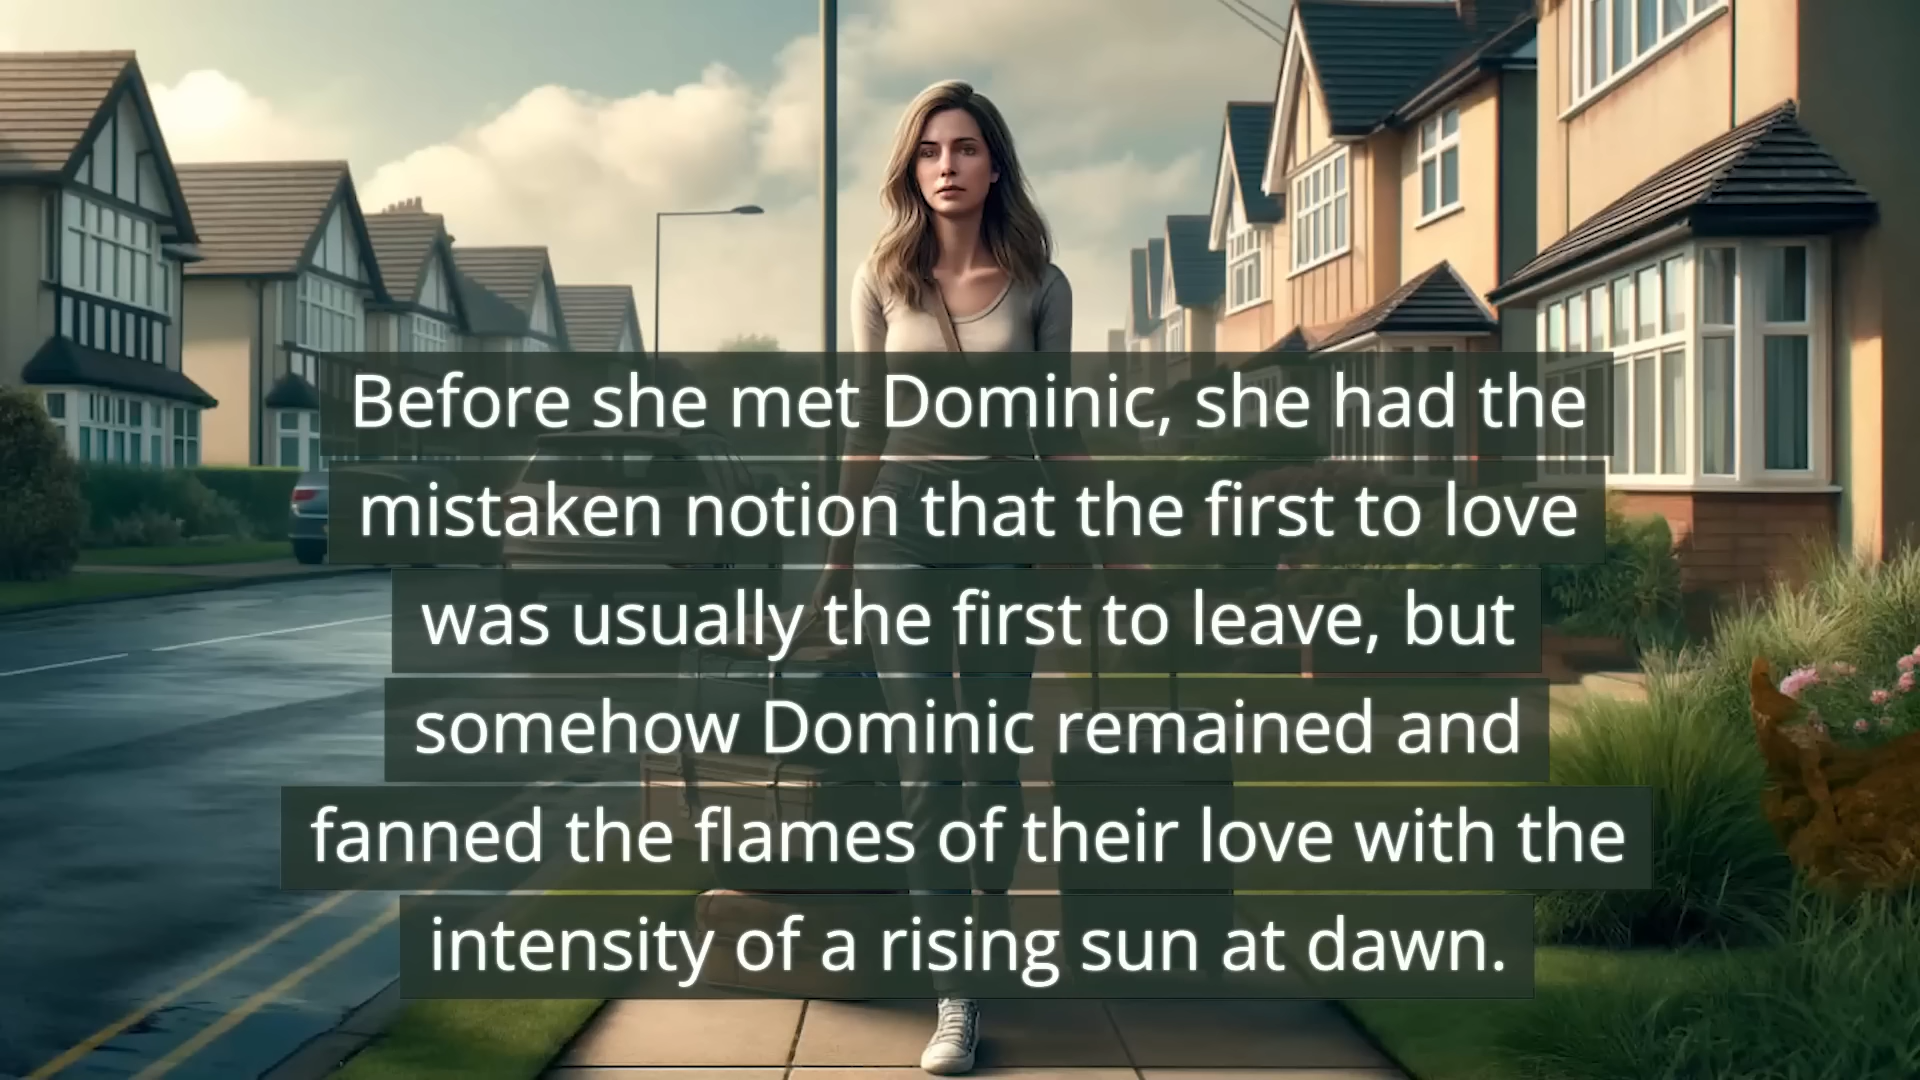 Before she met Dominic, she had the
mistaken notion that the first to love
was usually the first to leave, but
somehow Dominic remained and
fanned the flames of their love with the
intensity of a rising sun at dawn.